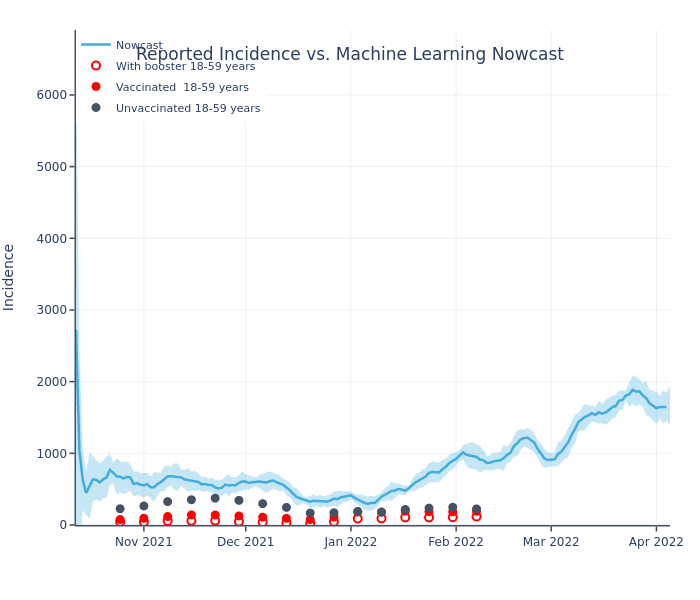 Reported Incidence vs. Machine Learning Nowcast
Nowcast
With booster 18-59 years
Vaccinated  18-59 years
Unvaccinated 18-59 years
Incidence
6000
5000
4000
3000
2000
1000
0
Nov 2021
Dec 2021
Jan 2022
Feb 2022
Mar 2022
Apr 2022